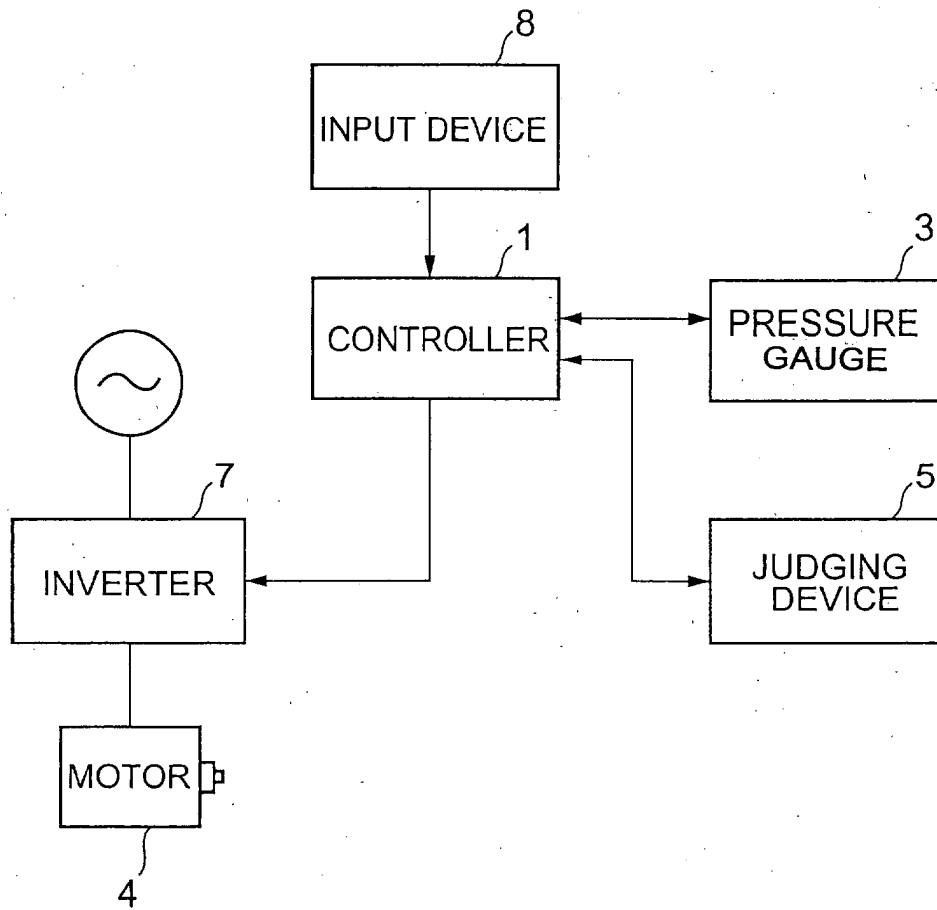 8
INPUT DEVICE
1
CONTROLLER
3
PRESSURE
GAUGE
7
INVERTER
5
JUDGING
DEVICE
MOTOR
4